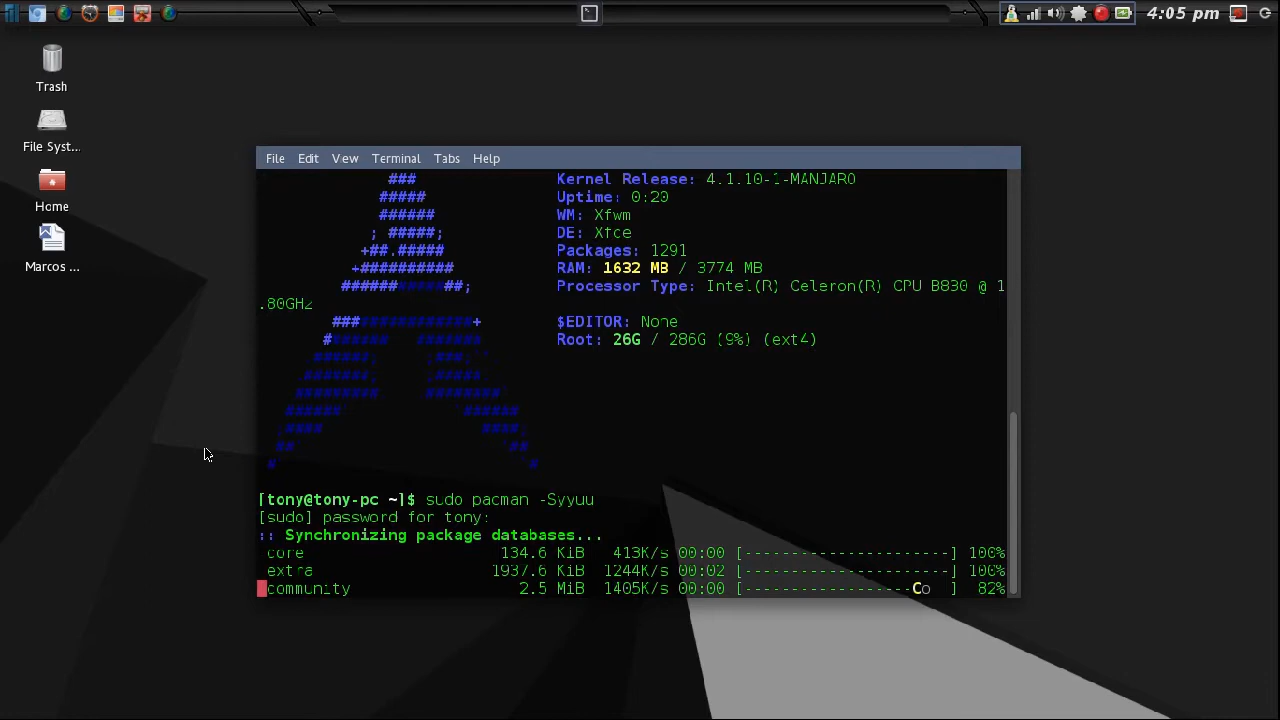 4:05 pm
Trash
File Syst...
Home
Marcos ...
File Edit View Terminal Tabs Help
### Kernel Release: 4.1.10-1-MANJARO
##### Uptime: 0:20
###### WM: Xfwm
; #####; DE: Xfce
+##.##### Packages: 1291
+########## RAM: 1632 MB / 3774 MB
######;#####;##; Processor Type: Intel(R) Celeron(R) CPU B830 @ 1
.80GHz
###############+ $EDITOR: None
####### ####### Root: 26G / 286G (9%) (ext4)
######; ;###;`
#######; ;#####
######### ########
###### ######
;#### ####;
##' '##
#' '#
[tony@tony-pc ~]$ sudo pacman -Syyuu
[sudo] password for tony:
:: Synchronizing package databases...
core 134.6 KiB 413K/s 00:00 [----------------------] 100%
extra 1937.6 KiB 1244K/s 00:02 [----------------------] 100%
community 2.5 MiB 1405K/s 00:00 [------------------Co ] 82%